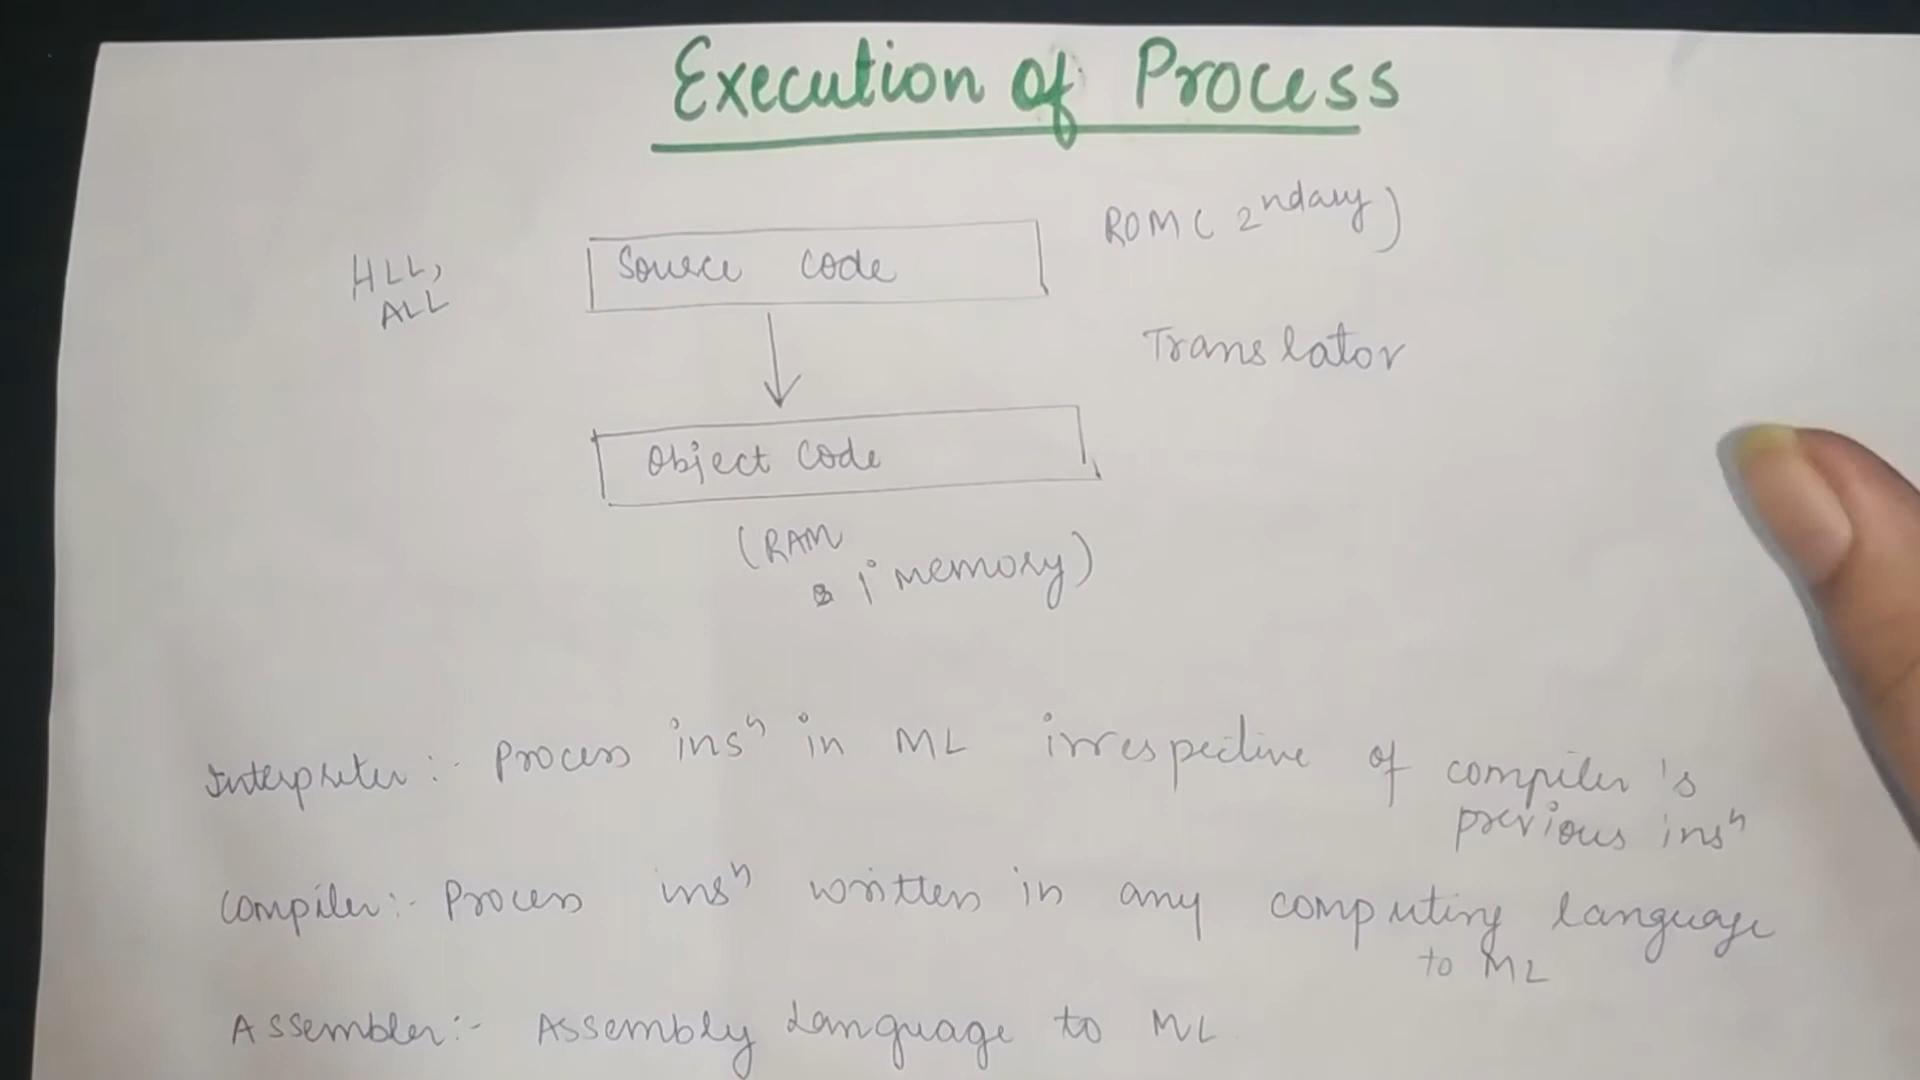 Execution of Process
ROM ( 2ndary)
HLL,
ALL
Source code
Translator
Object code
(RAM
1° memory)
Interpreter :- Process insⁿ in ML irrespective of compiler's
previous insⁿ
Compiler :- Process insⁿ written in any computing language
to ML
Assembler :- Assembly Language to ML